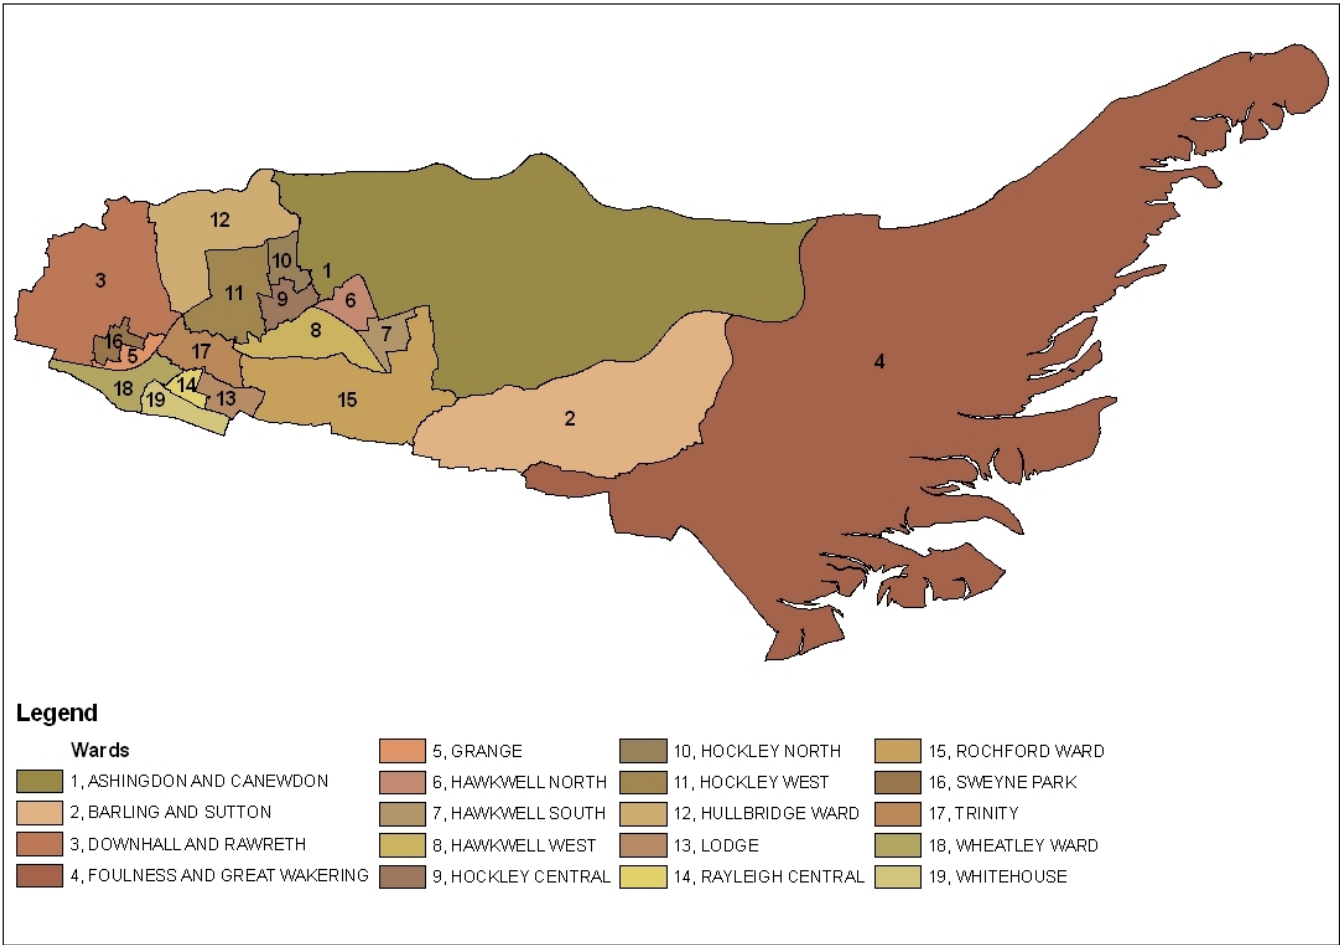 12
10
3
1
11
9
6
8
7
16
5
17
4
18
14
19
13
15
2
Legend
Wards
1, ASHINGDON AND CANEWDON
2, BARLING AND SUTTON
3, DOWNHALL AND RAWRETH
4, FOULNESS AND GREAT WAKERING
5, GRANGE
6, HAWKWELL NORTH
7, HAWKWELL SOUTH
8, HAWKWELL WEST
9, HOCKLEY CENTRAL
10, HOCKLEY NORTH
11, HOCKLEY WEST
12, HULLBRIDGE WARD
13, LODGE
14, RAYLEIGH CENTRAL
15, ROCHFORD WARD
16, SWEYNE PARK
17, TRINITY
18, WHEATLEY WARD
19, WHITEHOUSE